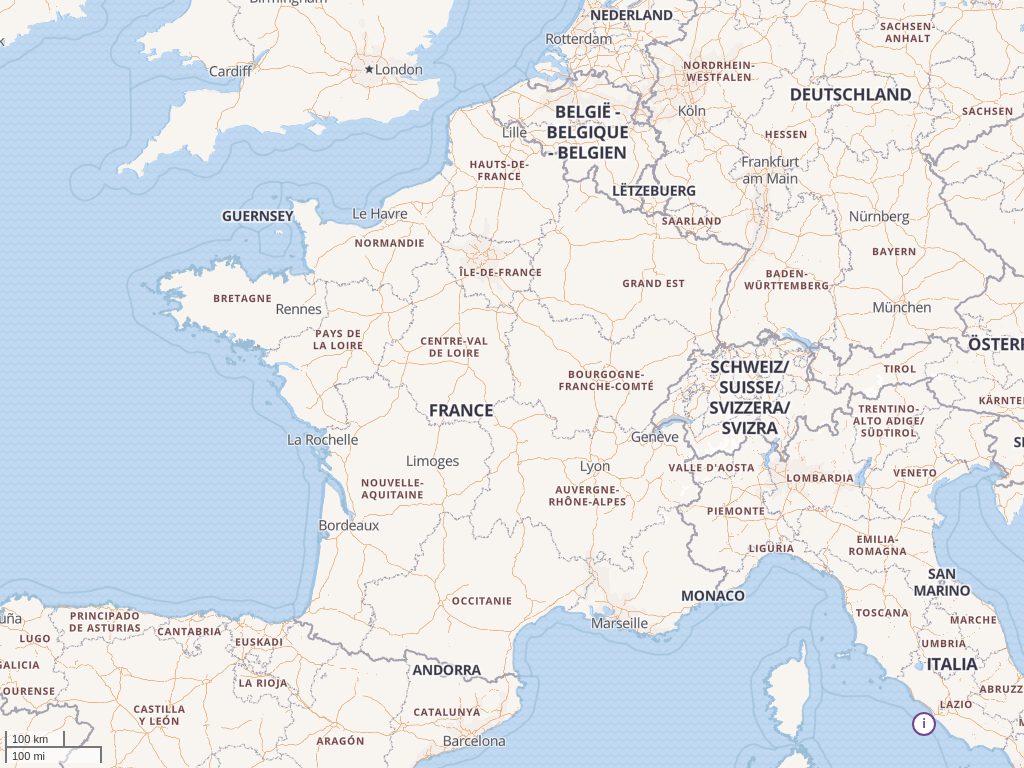 Birmingham
NEDERLAND
SACHSEN-
ANHALT
Rotterdam
Cardiff
★London
NORDRHEIN-
WESTFALEN
DEUTSCHLAND
Köln
SACHSEN
BELGIË -
BELGIQUE
- BELGIEN
Lille
HESSEN
HAUTS-DE-
FRANCE
Frankfurt
am Main
LËTZEBUERG
GUERNSEY
Le Havre
SAARLAND
Nürnberg
NORMANDIE
BAYERN
ÎLE-DE-FRANCE
GRAND EST
BADEN-
WÜRTTEMBERG
BRETAGNE
Rennes
München
PAYS DE
LA LOIRE
CENTRE-VAL
DE LOIRE
ÖSTERR
SCHWEIZ/
SUISSE/
SVIZZERA/
SVIZRA
TIROL
BOURGOGNE-
FRANCHE-COMTÉ
KÄRNTEN
FRANCE
TRENTINO-
ALTO ADIGE/
SÜDTIROL
La Rochelle
Genève
Limoges
Lyon
VALLE D'AOSTA
LOMBARDIA
VENETO
NOUVELLE-
AQUITAINE
AUVERGNE-
RHÔNE-ALPES
PIEMONTE
Bordeaux
LIGURIA
EMILIA-
ROMAGNA
SAN
MARINO
MONACO
OCCITANIE
TOSCANA
MARCHE
PRINCIPADO
DE ASTURIAS
CANTABRIA
EUSKADI
Marseille
LUGO
UMBRIA
GALICIA
ITALIA
ANDORRA
LA RIOJA
OURENSE
ABRUZZ
LAZIO
CASTILLA
Y LEÓN
CATALUNYA
i
ARAGÓN
Barcelona
100 km
100 mi